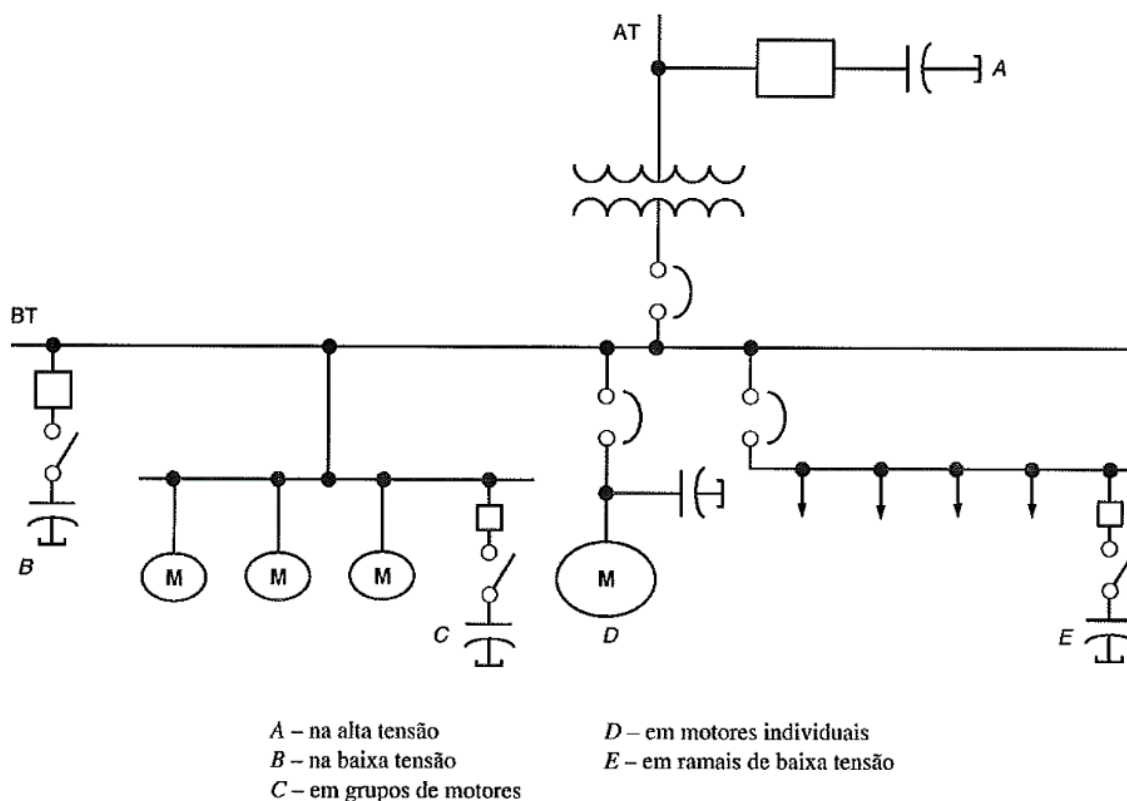 AT
A
BT
B
M
M
M
C
M
D
E
A – na alta tensão
B – na baixa tensão
C – em grupos de motores
D – em motores individuais
E – em ramais de baixa tensão